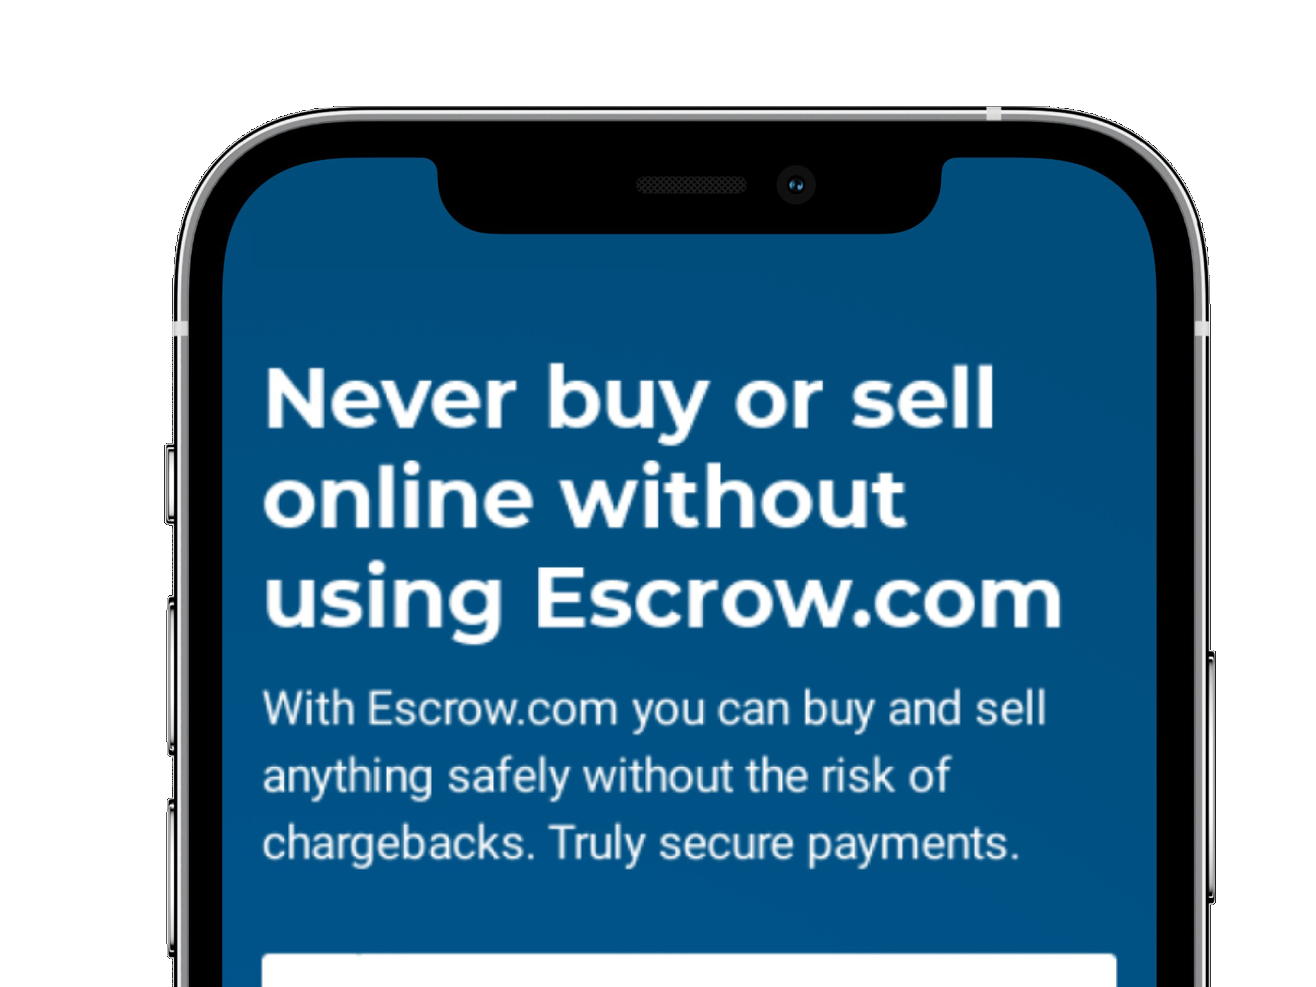 Never buy or sell
online without
using Escrow.com
With Escrow.com you can buy and sell
anything safely without the risk of
chargebacks. Truly secure payments.